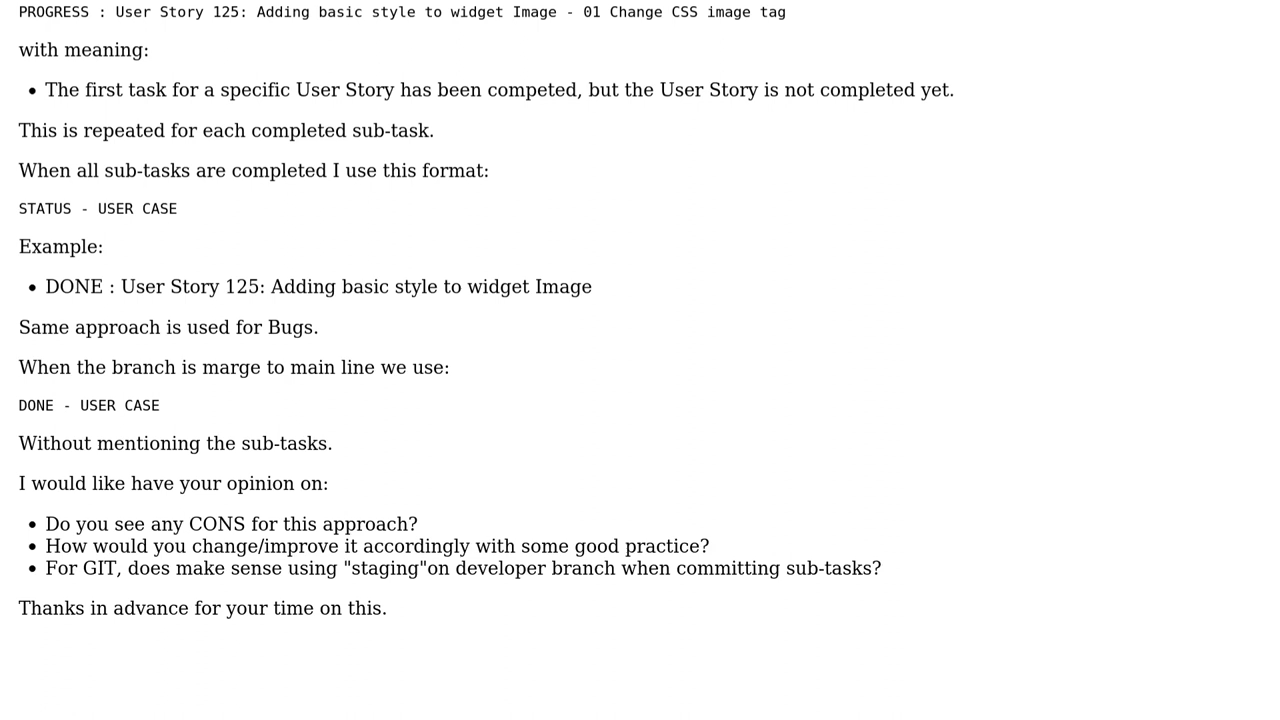 PROGRESS : User Story 125: Adding basic style to widget Image - 01 Change CSS image tag
with meaning:
• The first task for a specific User Story has been competed, but the User Story is not completed yet.
This is repeated for each completed sub-task.
When all sub-tasks are completed I use this format:
STATUS - USER CASE
Example:
• DONE : User Story 125: Adding basic style to widget Image
Same approach is used for Bugs.
When the branch is marge to main line we use:
DONE - USER CASE
Without mentioning the sub-tasks.
I would like have your opinion on:
• Do you see any CONS for this approach?
• How would you change/improve it accordingly with some good practice?
• For GIT, does make sense using "staging"on developer branch when committing sub-tasks?
Thanks in advance for your time on this.